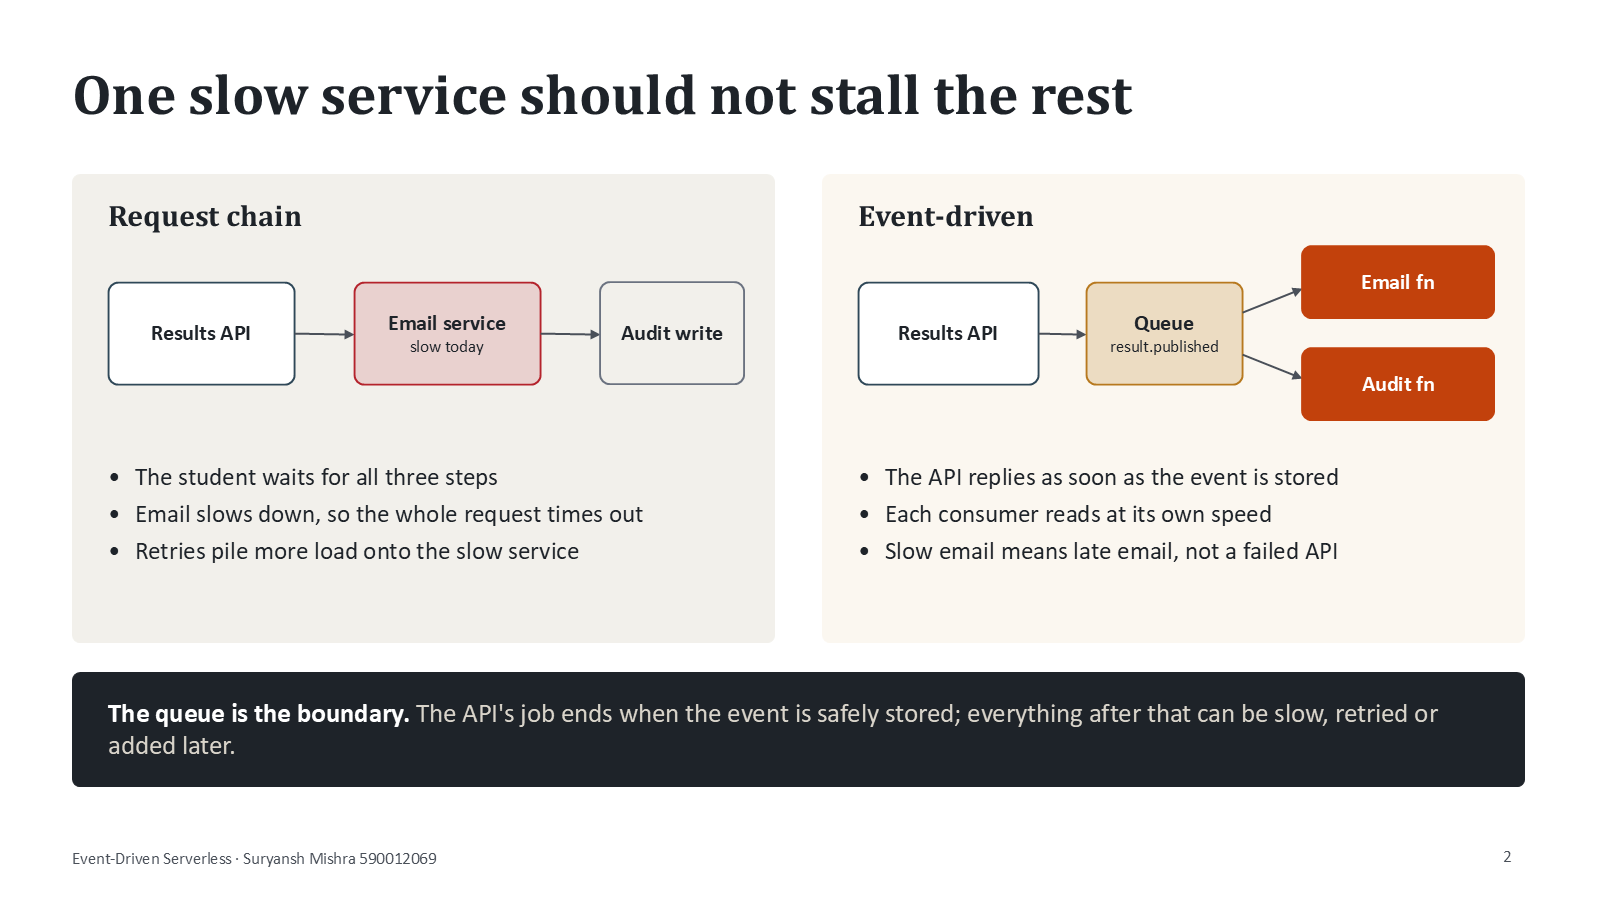 One slow service should not stall the rest
Request chain
Results API
Email service
slow today
Audit write
• The student waits for all three steps
• Email slows down, so the whole request times out
• Retries pile more load onto the slow service
Event-driven
Results API
Queue
result.published
Email fn
Audit fn
• The API replies as soon as the event is stored
• Each consumer reads at its own speed
• Slow email means late email, not a failed API
The queue is the boundary. The API's job ends when the event is safely stored; everything after that can be slow, retried or
added later.
Event-Driven Serverless · Suryansh Mishra 590012069
2